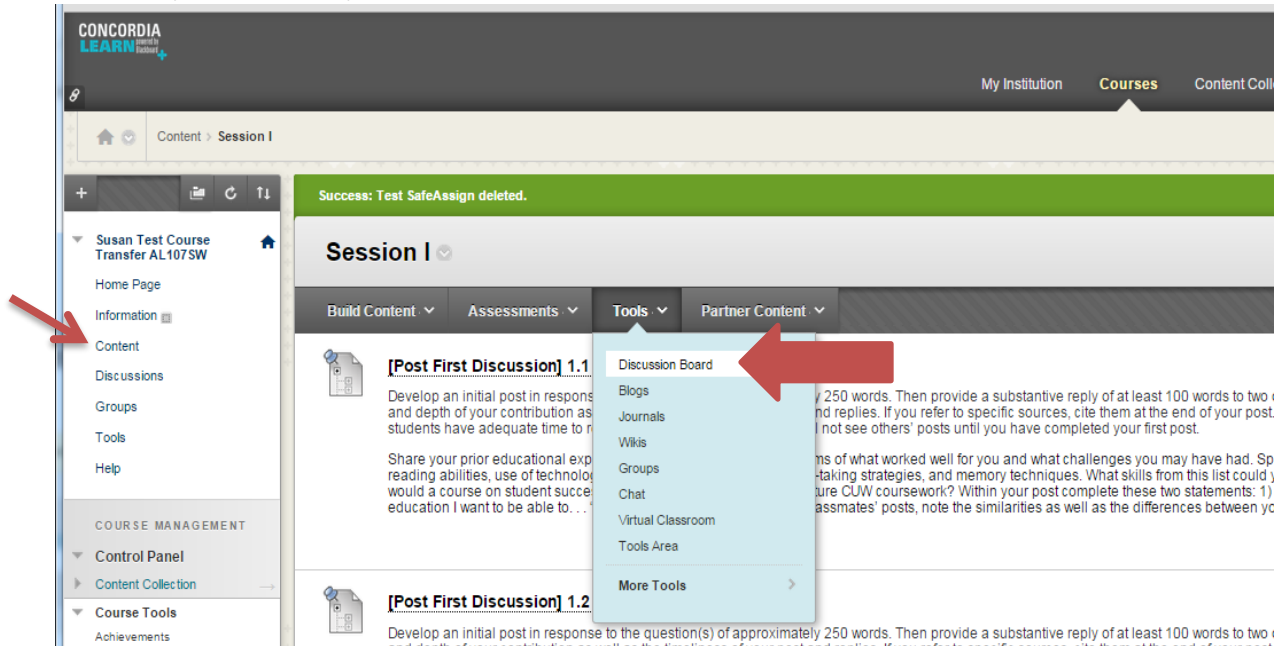 CONCORDIA
LEARN powered by Blackboard
My Institution
Courses
Content Coll
Content > Session I
Success: Test SafeAssign deleted.
Susan Test Course
Transfer AL107SW
Home Page
Information
Content
Discussions
Groups
Tools
Help
COURSE MANAGEMENT
Control Panel
Content Collection
Course Tools
Achievements
Session I
Build Content
Assessments
Tools
Partner Content
Discussion Board
Blogs
Journals
Wikis
Groups
Chat
Virtual Classroom
Tools Area
More Tools
[Post First Discussion] 1.1
Develop an initial post in respons y 250 words. Then provide a substantive reply of at least 100 words to two
and depth of your contribution as nd replies. If you refer to specific sources, cite them at the end of your post.
students have adequate time to r l not see others' posts until you have completed your first post.
Share your prior educational exp ms of what worked well for you and what challenges you may have had. Sp
reading abilities, use of technolog -taking strategies, and memory techniques. What skills from this list could y
would a course on student succe ure CUW coursework? Within your post complete these two statements: 1)
education I want to be able to. . . assmates' posts, note the similarities as well as the differences between yo
[Post First Discussion] 1.2
Develop an initial post in response to the question(s) of approximately 250 words. Then provide a substantive reply of at least 100 words to two